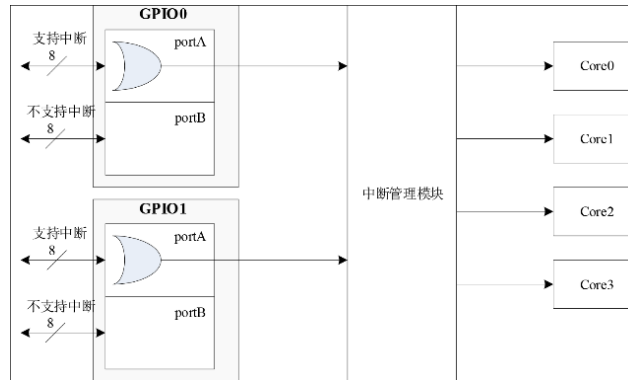 GPIO0
支持中断
8
portA
不支持中断
8
portB
GPIO1
支持中断
8
portA
不支持中断
8
portB
中断管理模块
Core0
Core1
Core2
Core3